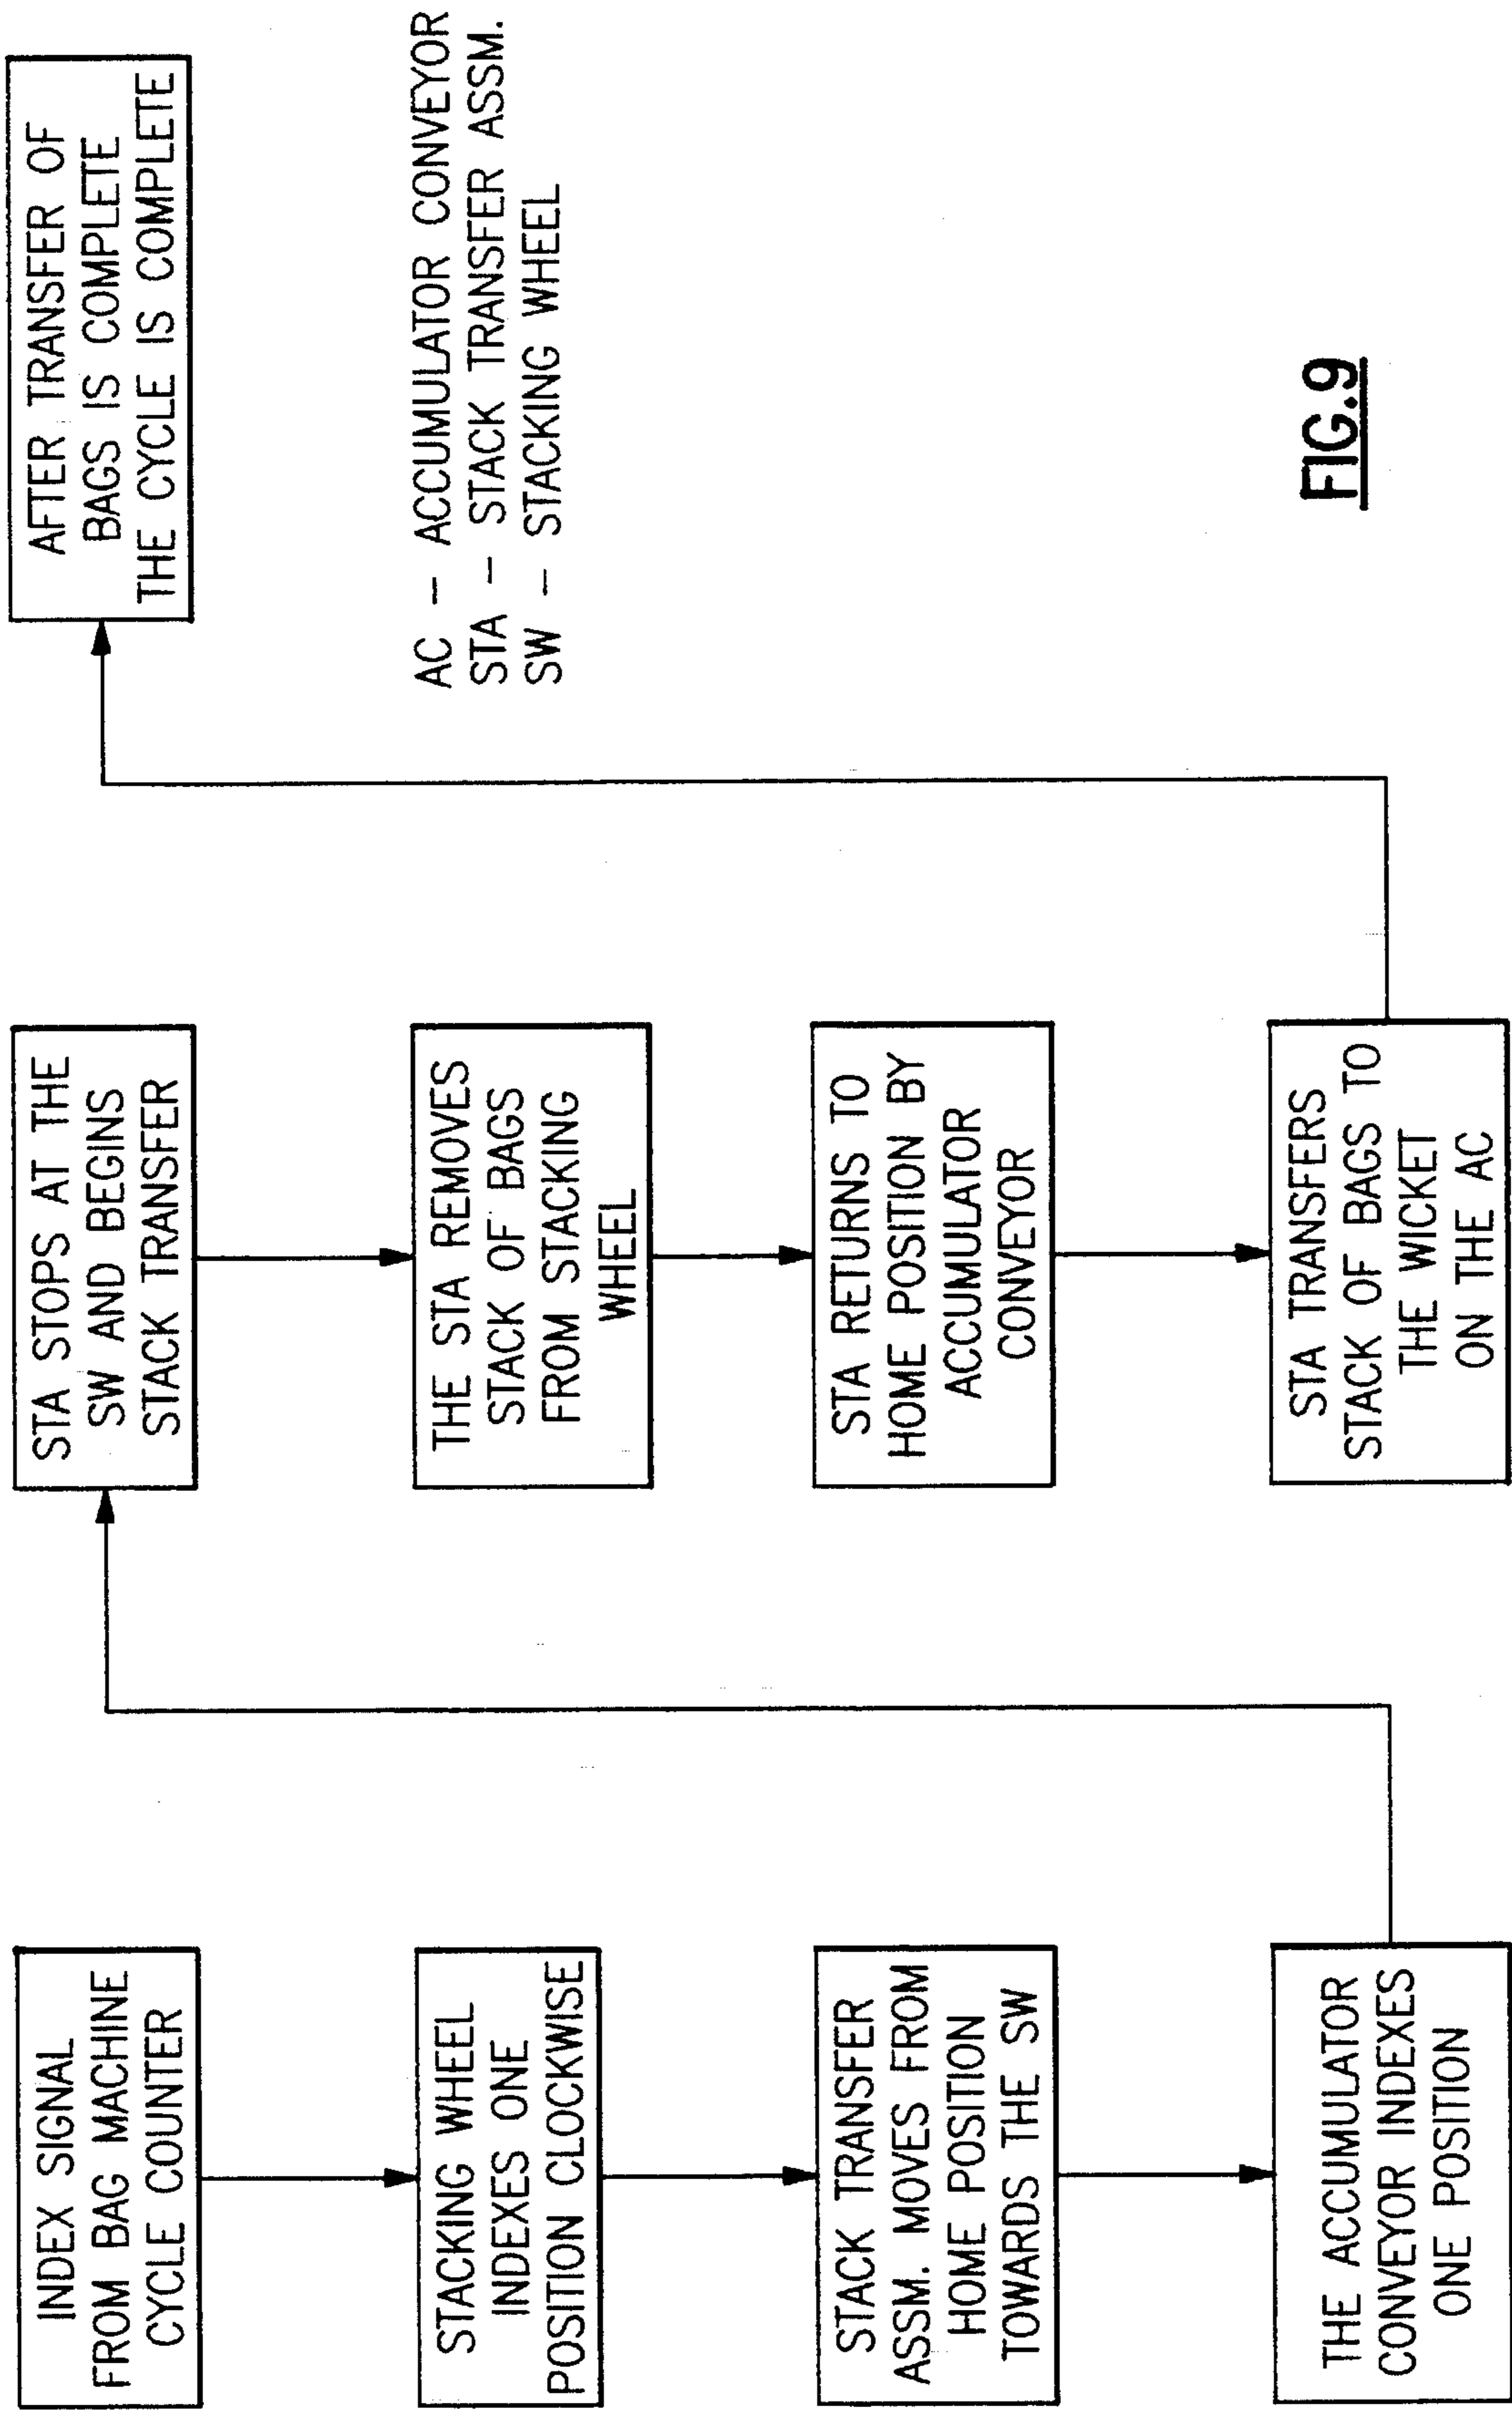 INDEX SIGNAL
FROM BAG MACHINE
CYCLE COUNTER
STACKING WHEEL
INDEXES ONE
POSITION CLOCKWISE
STACK TRANSFER
ASSM. MOVES FROM
HOME POSITION
TOWARDS THE SW
THE ACCUMULATOR
CONVEYOR INDEXES
ONE POSITION
STA STOPS AT THE
SW AND BEGINS
STACK TRANSFER
THE STA REMOVES
STACK OF BAGS
FROM STACKING
WHEEL
STA RETURNS TO
HOME POSITION BY
ACCUMULATOR
CONVEYOR
STA TRANSFERS
STACK OF BAGS TO
THE WICKET
ON THE AC
AFTER TRANSFER OF
BAGS IS COMPLETE
THE CYCLE IS COMPLETE
AC – ACCUMULATOR CONVEYOR
STA – STACK TRANSFER ASSM.
SW – STACKING WHEEL
FIG.9